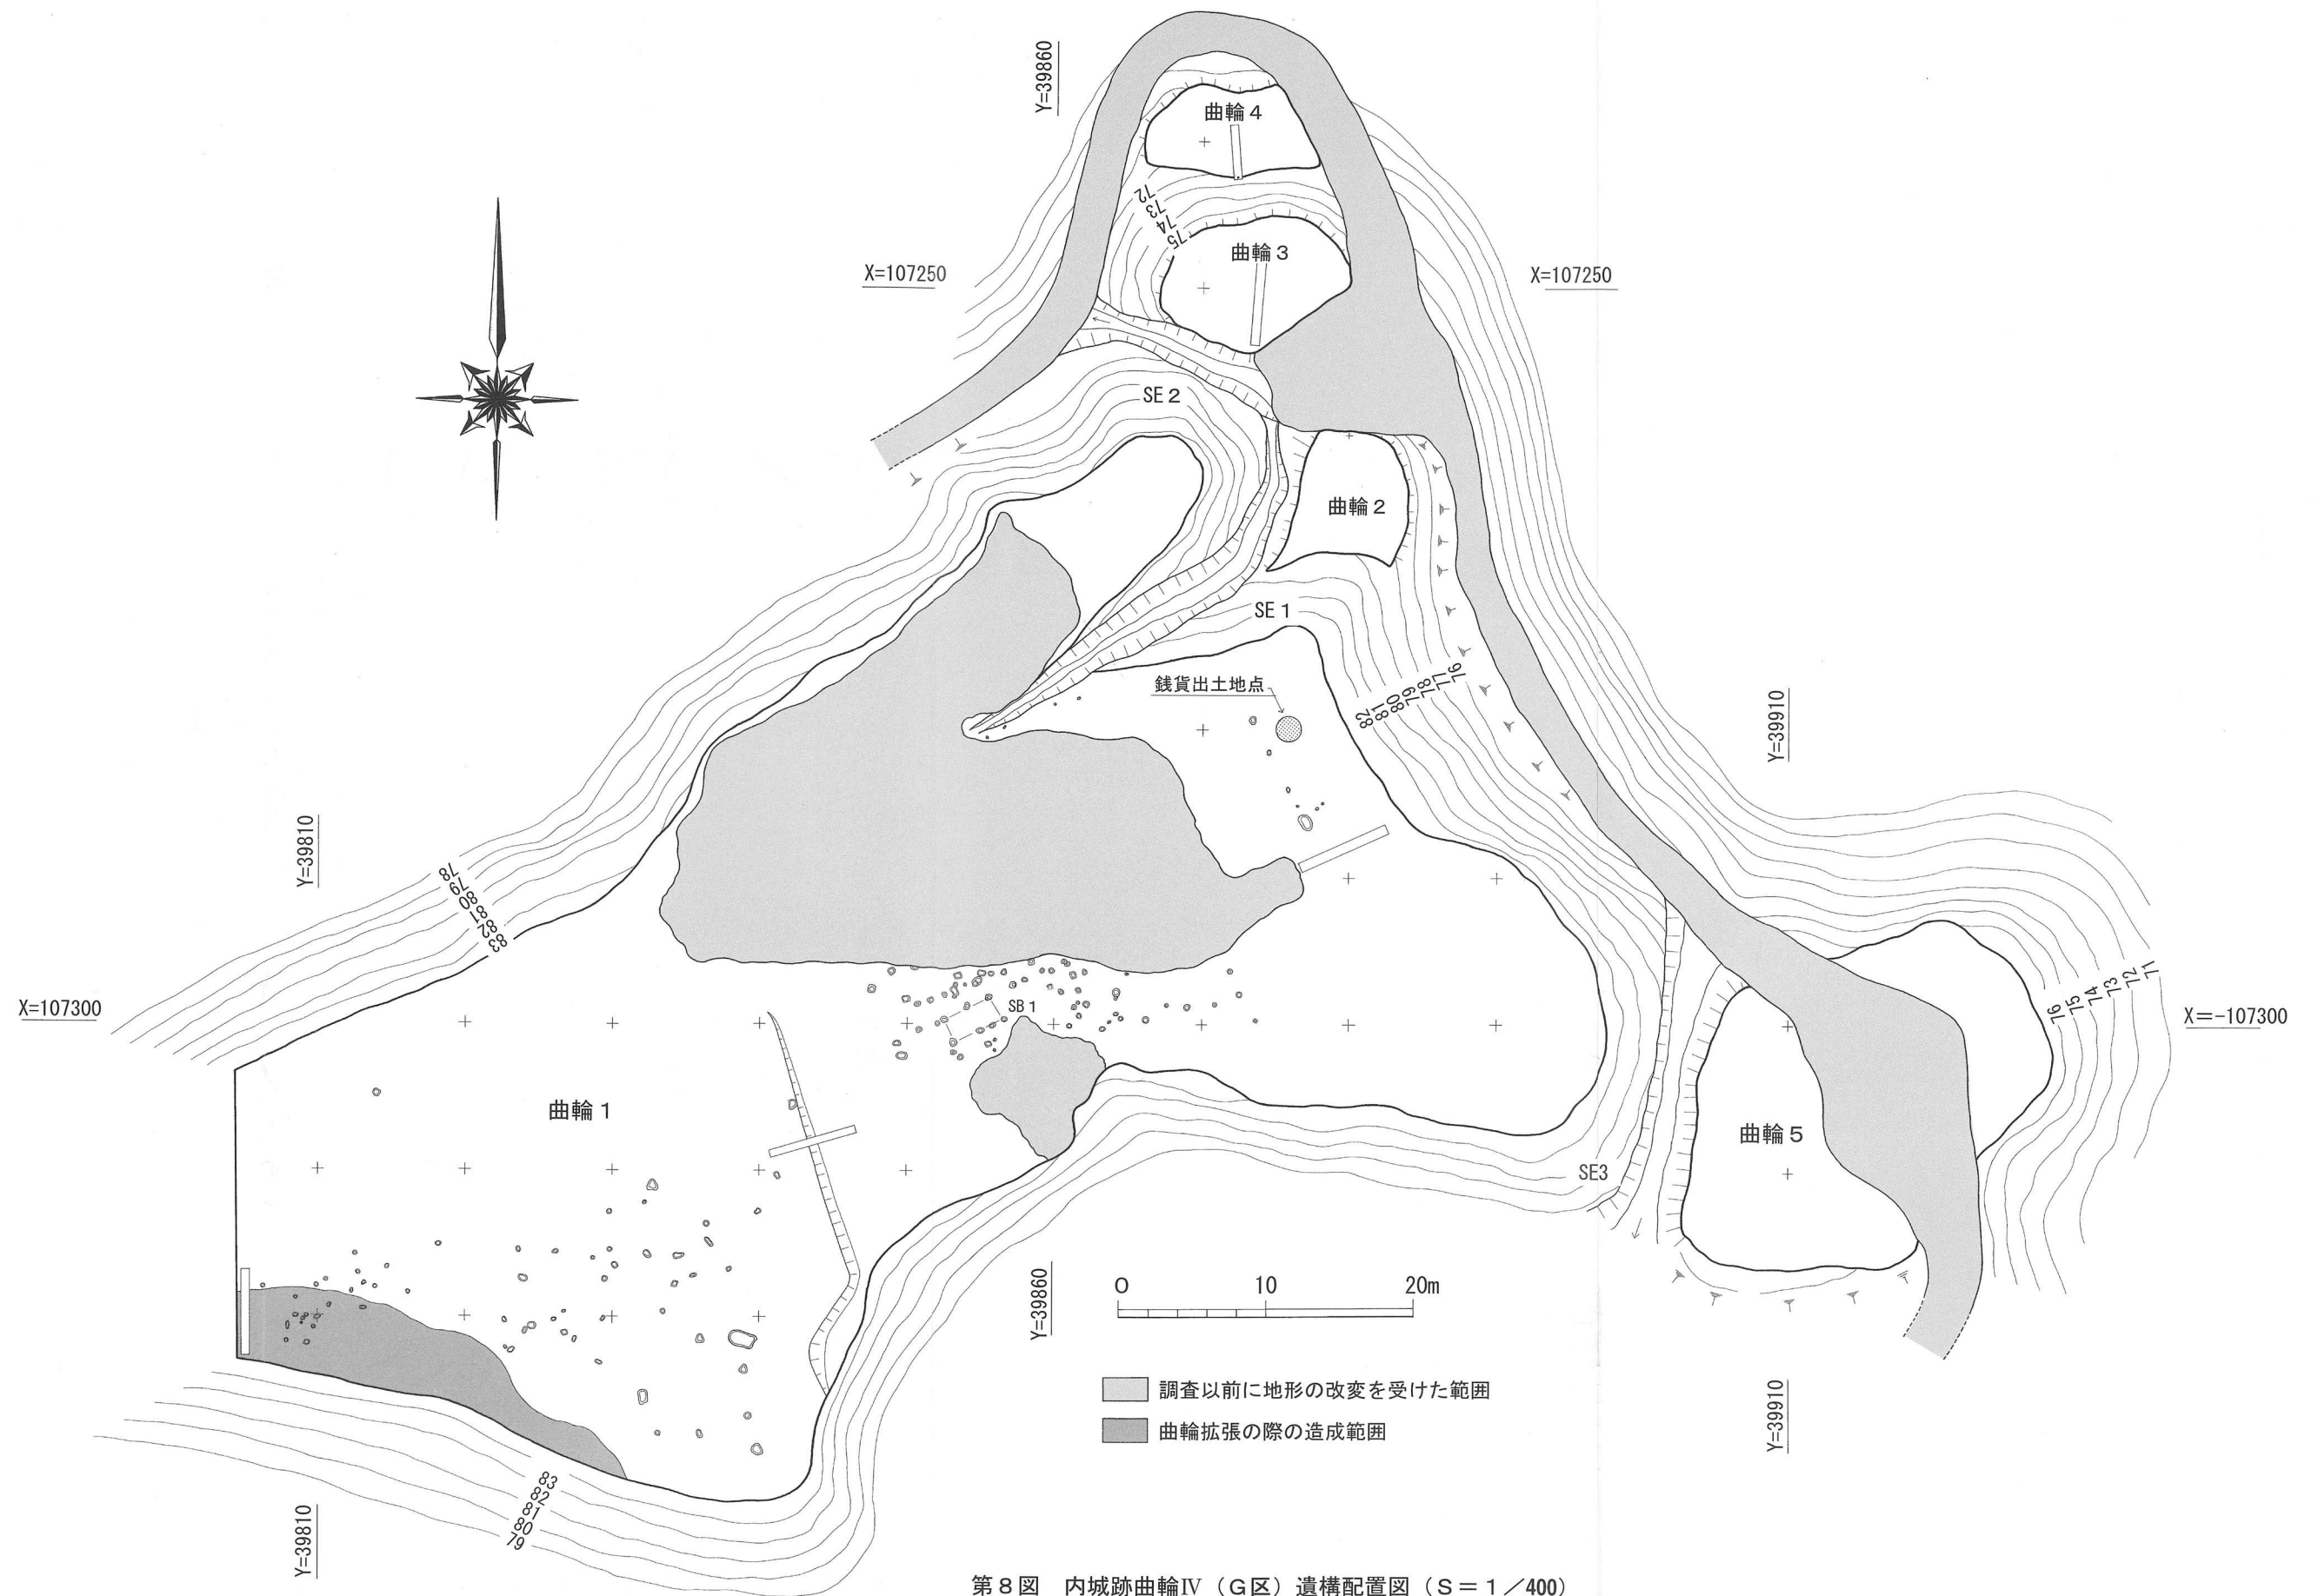 Y=39860
曲輪4
72
73
74
75
曲輪3
X=107250
X=107250
SE2
曲輪2
SE1
76
77
78
79
80
81
82
銭貨出土地点
Y=39910
Y=39810
78
79
80
81
82
83
X=107300
SB1
71
72
73
74
75
76
X=-107300
曲輪1
曲輪5
SE3
Y=39860
0 10 20m
調査以前に地形の改変を受けた範囲
曲輪拡張の際の造成範囲
Y=39910
83
82
81
80
79
Y=39810
第8図 内城跡曲輪Ⅳ(G区)遺構配置図(S=1/400)